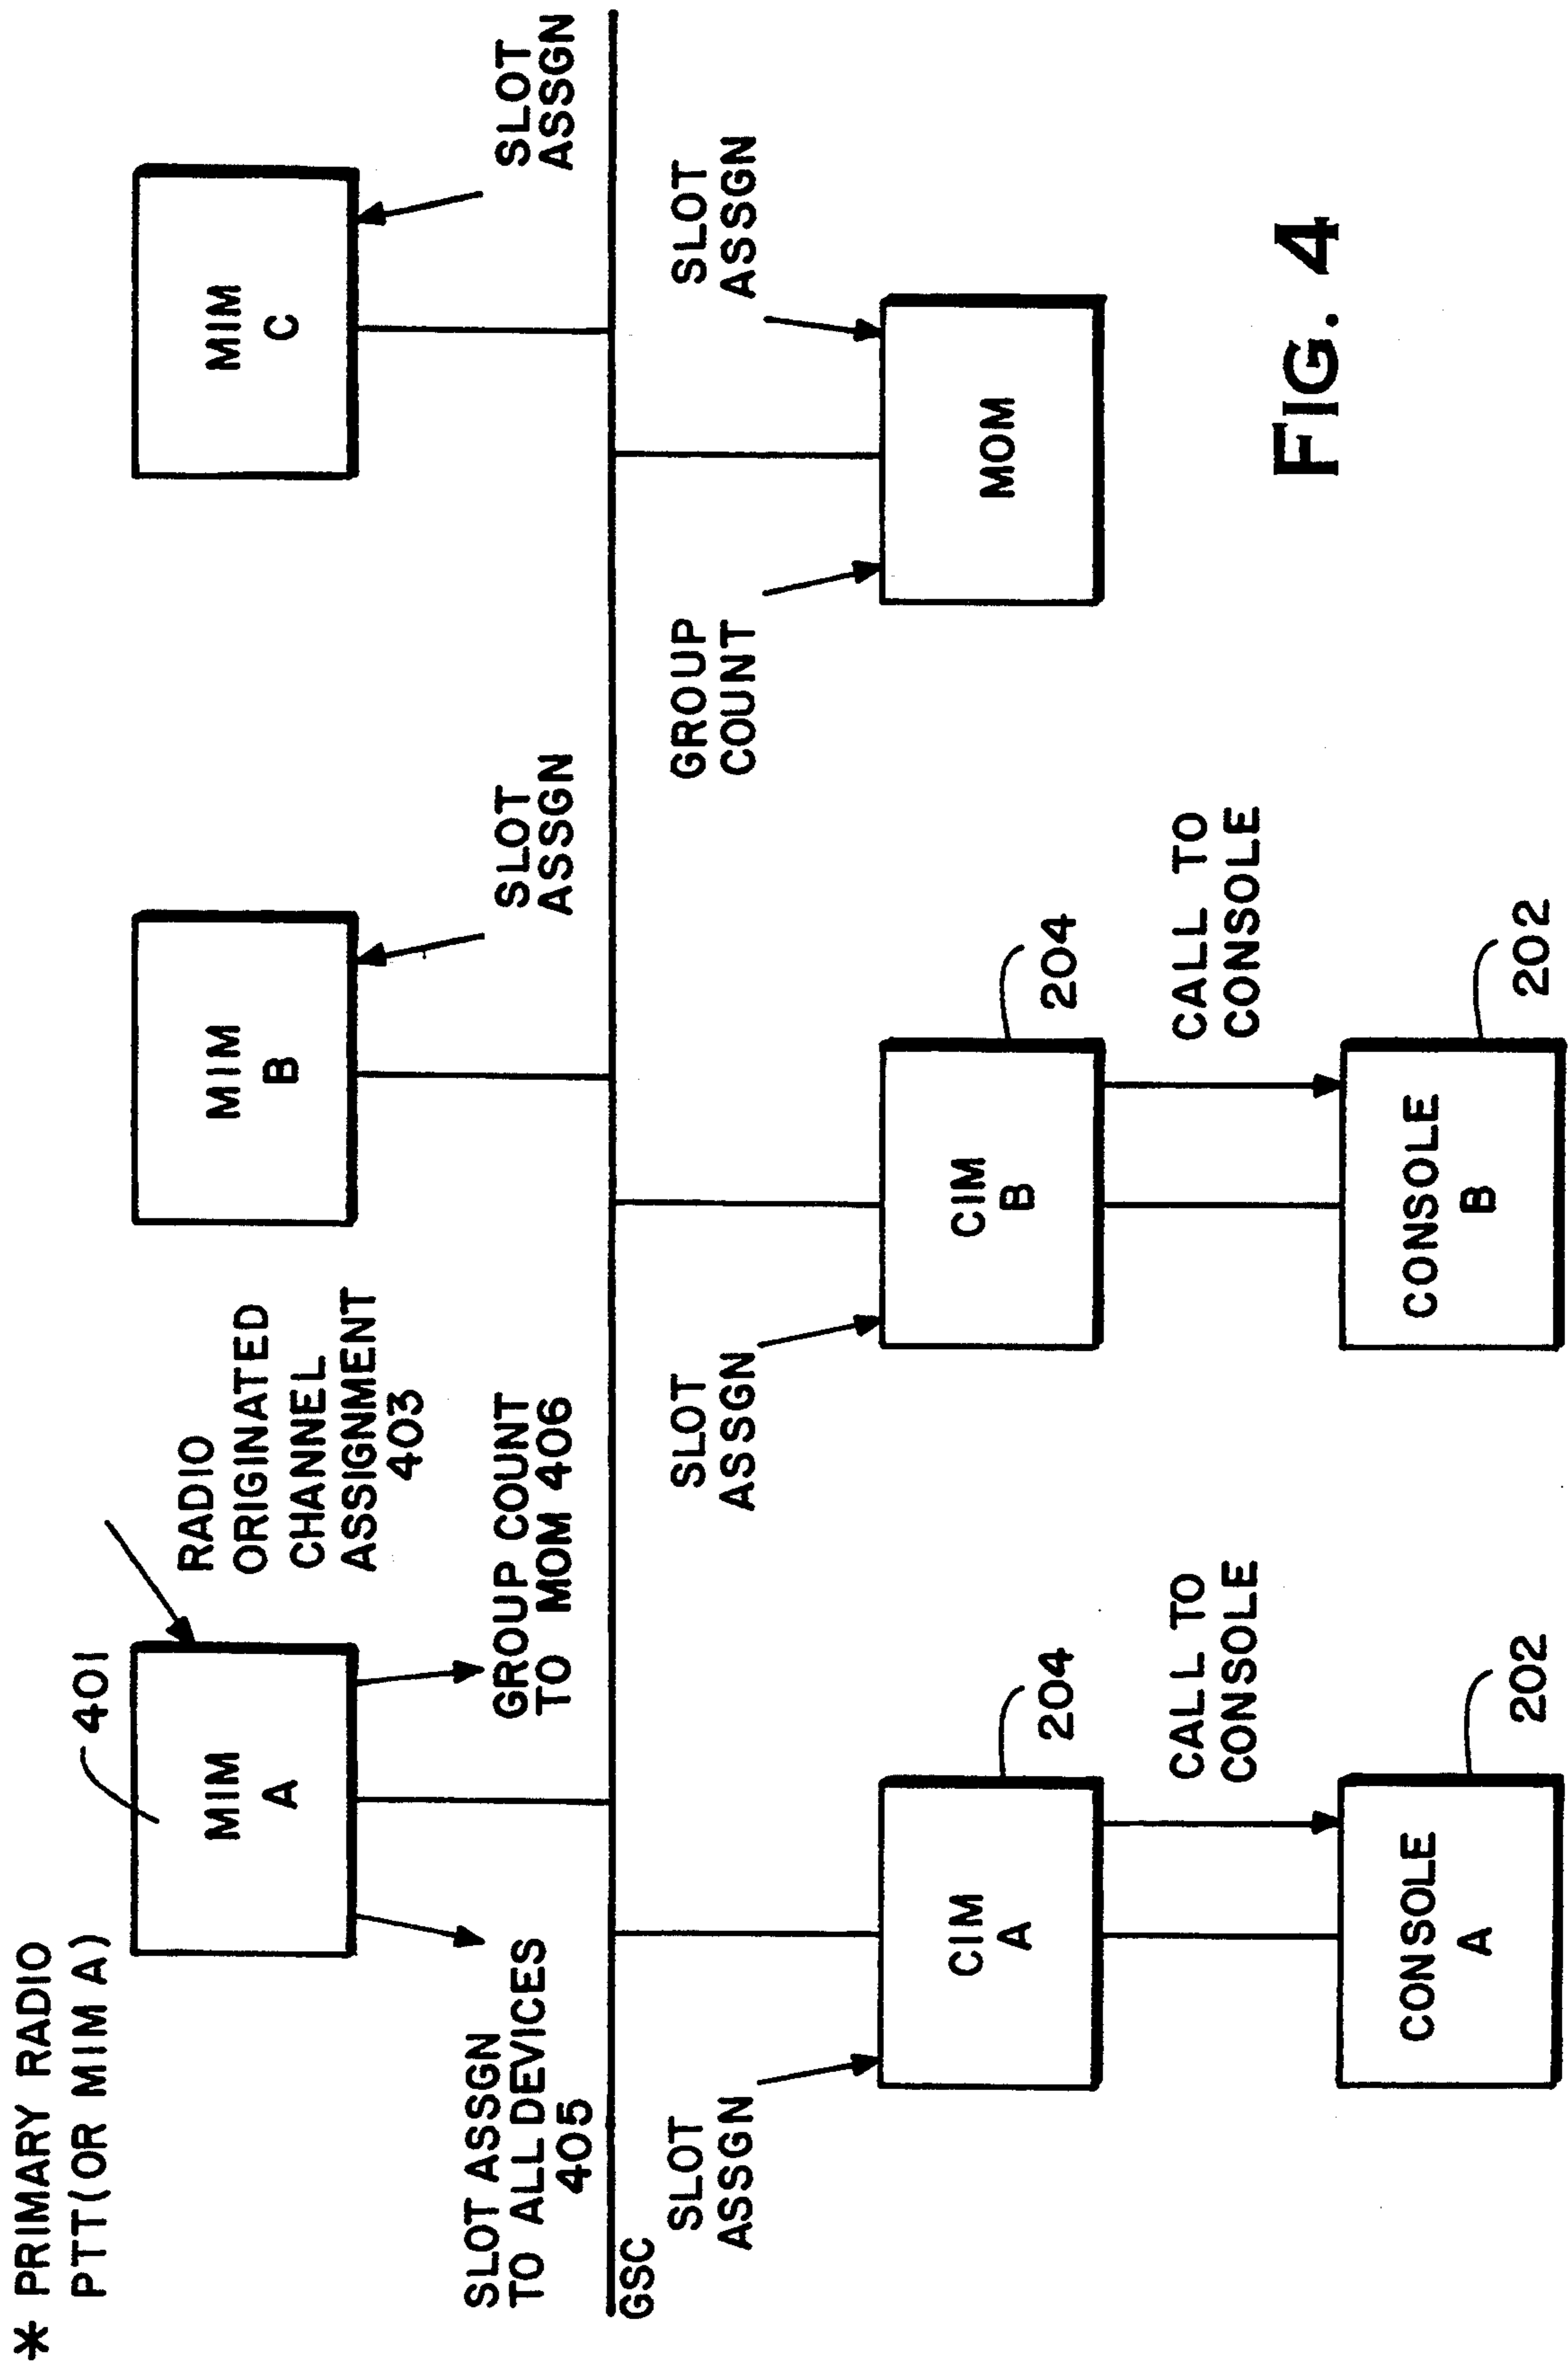 * PRIMARY RADIO
PTT(OR MIM A)
401
MIM
A
RADIO
ORIGINATED
CHANNEL
ASSIGNMENT
403
MIM
B
MIM
C
SLOT ASSGN
TO ALL DEVICES
405
GROUP COUNT
TO MOM 406
SLOT
ASSGN
SLOT
ASSGN
GSC
SLOT
ASSGN
SLOT
ASSGN
GROUP
COUNT
SLOT
ASSGN
CIM
A
204
CIM
B
204
MOM
CALL TO
CONSOLE
CALL TO
CONSOLE
CONSOLE
A
202
CONSOLE
B
202
FIG. 4